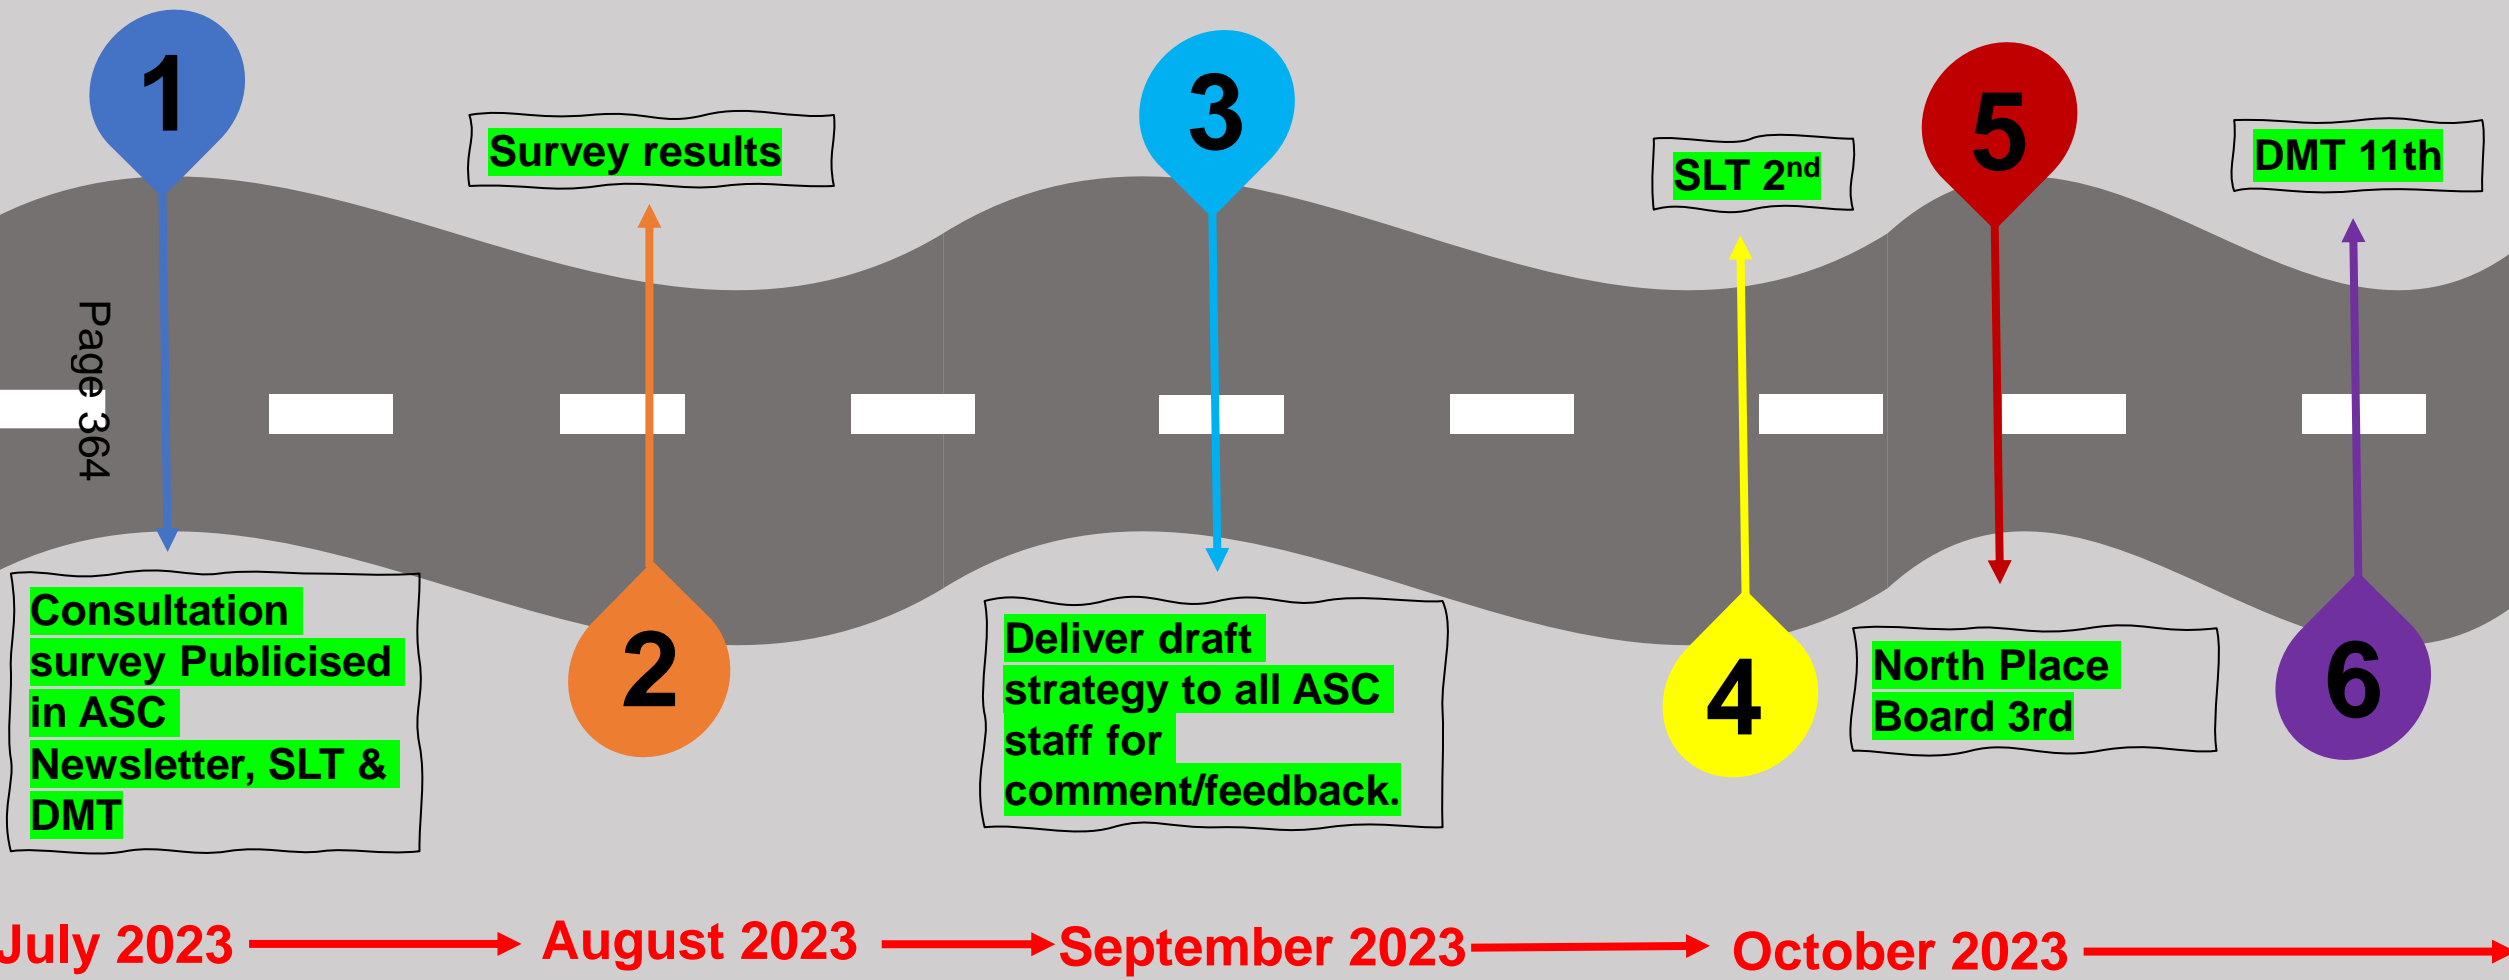 1
Consultation
survey Publicised
in ASC
Newsletter, SLT &
DMT
Survey results
2
3
Deliver draft
strategy to all ASC
staff for
comment/feedback.
SLT 2nd
4
5
North Place
Board 3rd
DMT 11th
6
Page 364
July 2023
August 2023
September 2023
October 2023